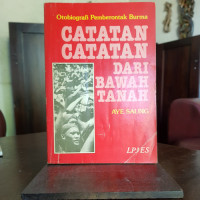 Otobiografi Pemberontak Burma
CATATAN
CATATAN
DARI
BAWAH
TANAH
AYE SAUNG
LP3ES